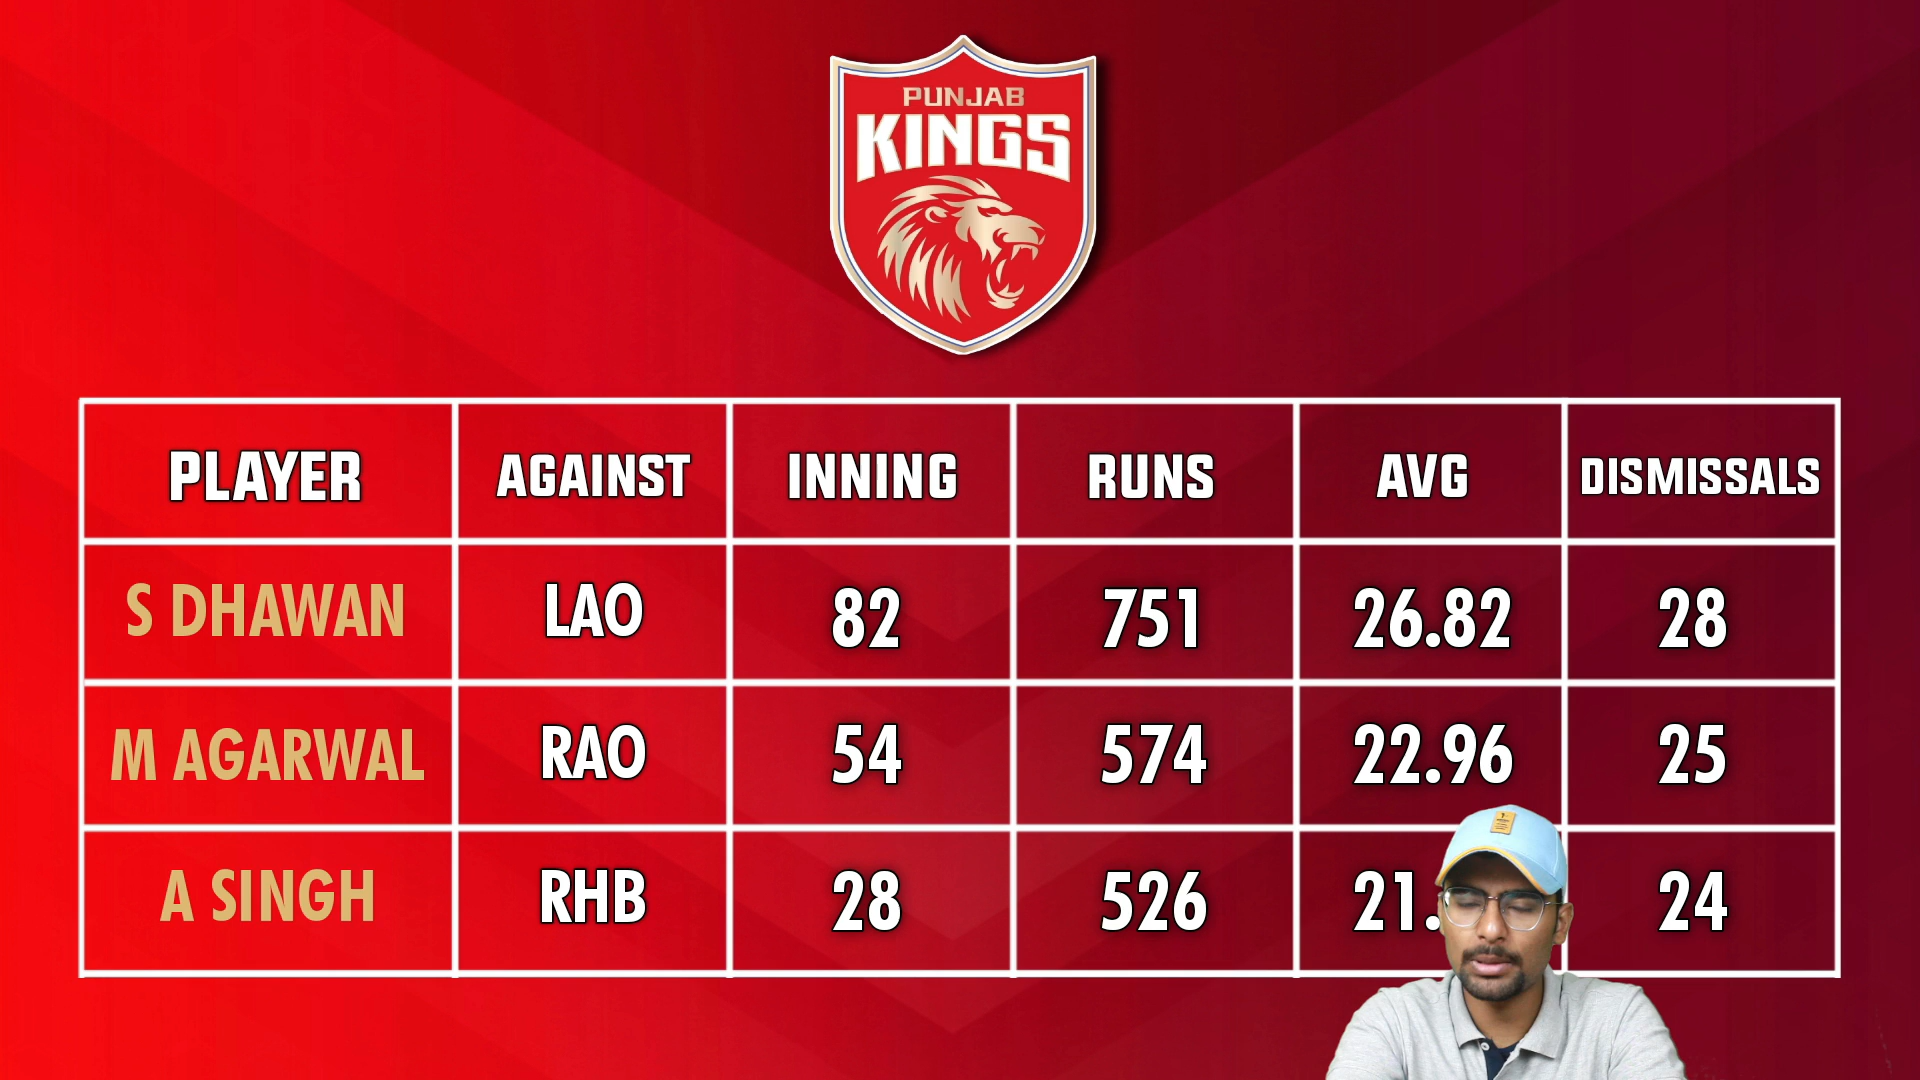 PUNJAB
KINGS
PLAYER AGAINST INNING RUNS AVG DISMISSALS
S DHAWAN LAO 82 751 26.82 28
M AGARWAL RAO 54 574 22.96 25
A SINGH RHB 28 526 21. 24